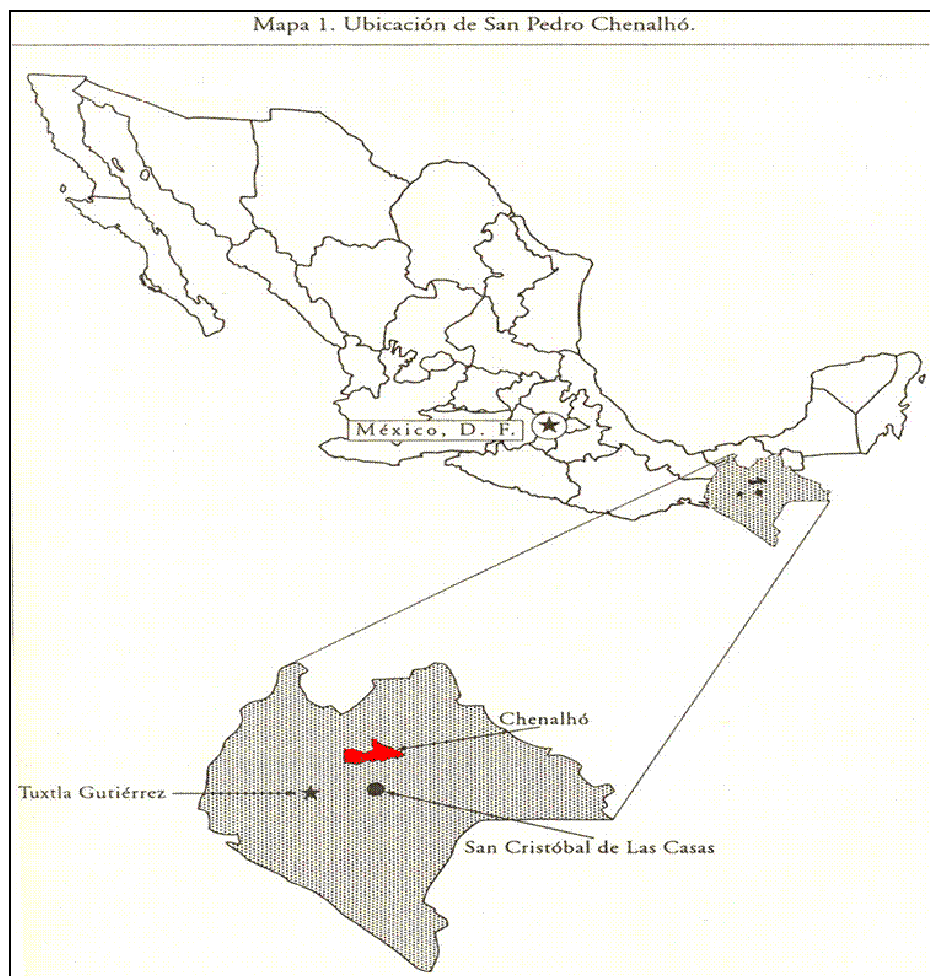 Mapa 1. Ubicación de San Pedro Chenalhó.
México, D. F.
Chenalhó
Tuxtla Gutiérrez
San Cristóbal de Las Casas